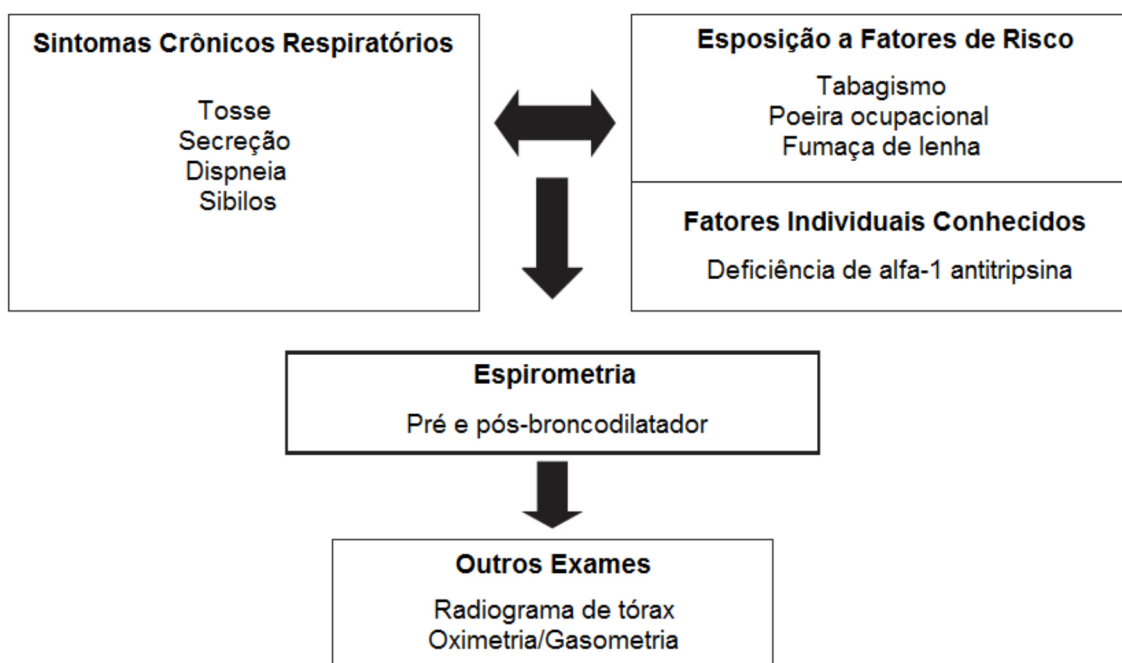 Sintomas Crônicos Respiratórios
Tosse
Secreção
Dispneia
Sibilos
Esposição a Fatores de Risco
Tabagismo
Poeira ocupacional
Fumaça de lenha
Fatores Individuais Conhecidos
Deficiência de alfa-1 antitripsina
Espirometria
Pré e pós-broncodilatador
Outros Exames
Radiograma de tórax
Oximetria/Gasometria